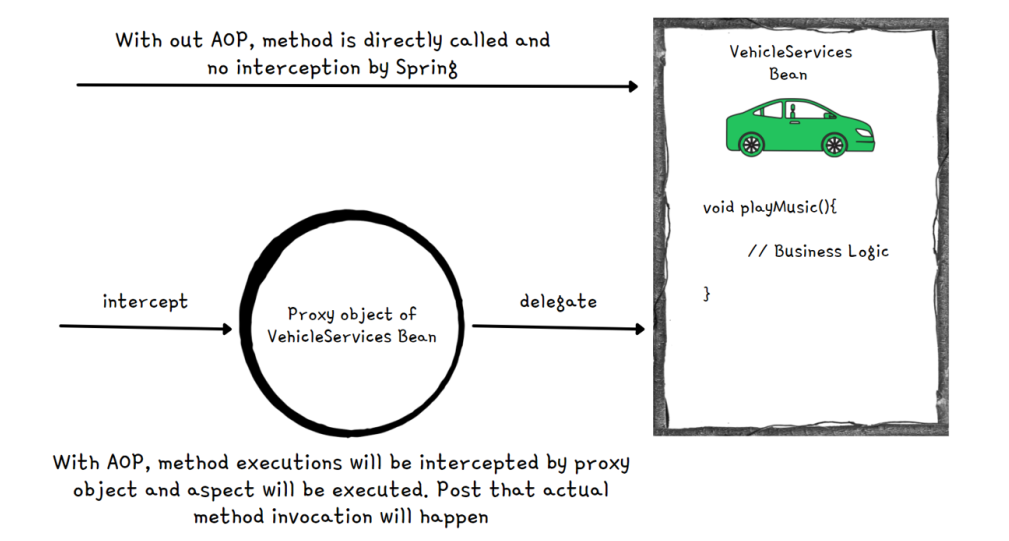 With out AOP, method is directly called and
no interception by Spring
VehicleServices
Bean
void playMusic(){
// Business Logic
}
intercept
Proxy object of
VehicleServices Bean
delegate
With AOP, method executions will be intercepted by proxy
object and aspect will be executed. Post that actual
method invocation will happen